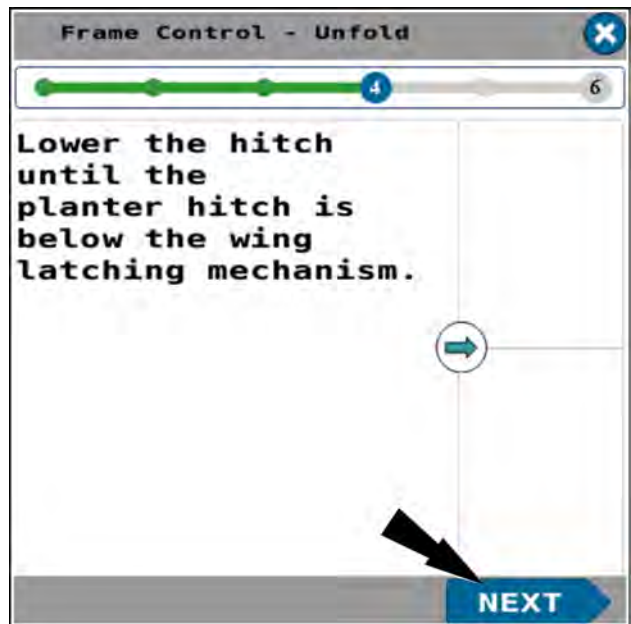 Frame Control - Unfold
4
6
Lower the hitch
until the
planter hitch is
below the wing
latching mechanism.
NEXT